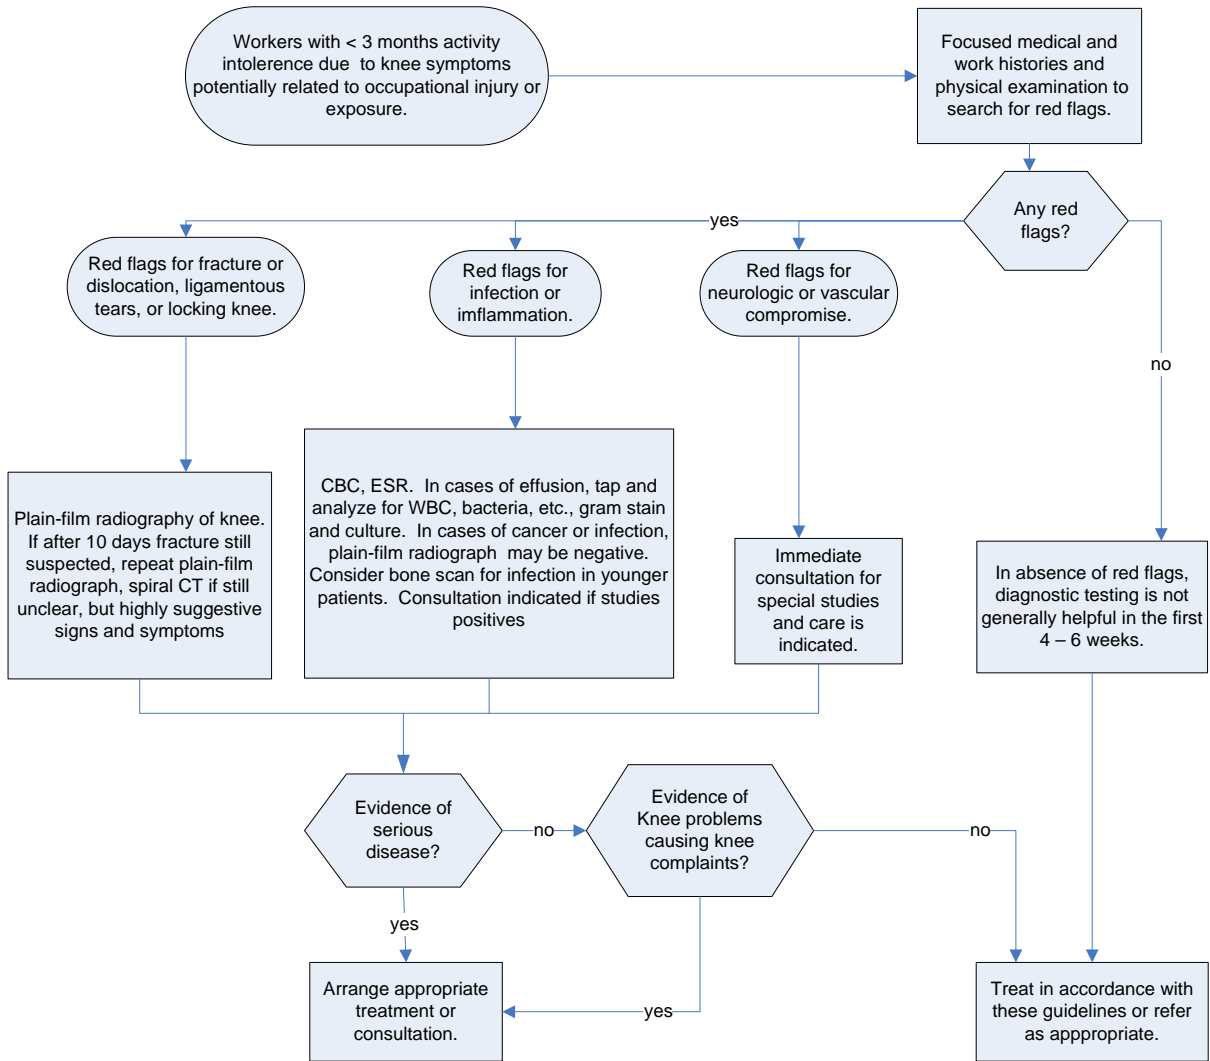 Workers with < 3 months activity
intolerence due  to knee symptoms
potentially related to occupational injury or
exposure.
Focused medical and
work histories and
physical examination to
search for red flags.
Any red
flags?
yes
no
Red flags for fracture or
dislocation, ligamentous
tears, or locking knee.
Red flags for
infection or
imflammation.
Red flags for
neurologic or vascular
compromise.
Plain-film radiography of knee.
If after 10 days fracture still
suspected, repeat plain-film
radiograph, spiral CT if still
unclear, but highly suggestive
signs and symptoms
CBC, ESR.  In cases of effusion, tap and
analyze for WBC, bacteria, etc., gram stain
and culture.  In cases of cancer or infection,
plain-film radiograph  may be negative.
Consider bone scan for infection in younger
patients.  Consultation indicated if studies
positives
Immediate
consultation for
special studies
and care is
indicated.
In absence of red flags,
diagnostic testing is not
generally helpful in the first
4 – 6 weeks.
Evidence of
serious
disease?
no
Evidence of
Knee problems
causing knee
complaints?
no
yes
yes
Arrange appropriate
treatment or
consultation.
Treat in accordance with
these guidelines or refer
as apppropriate.